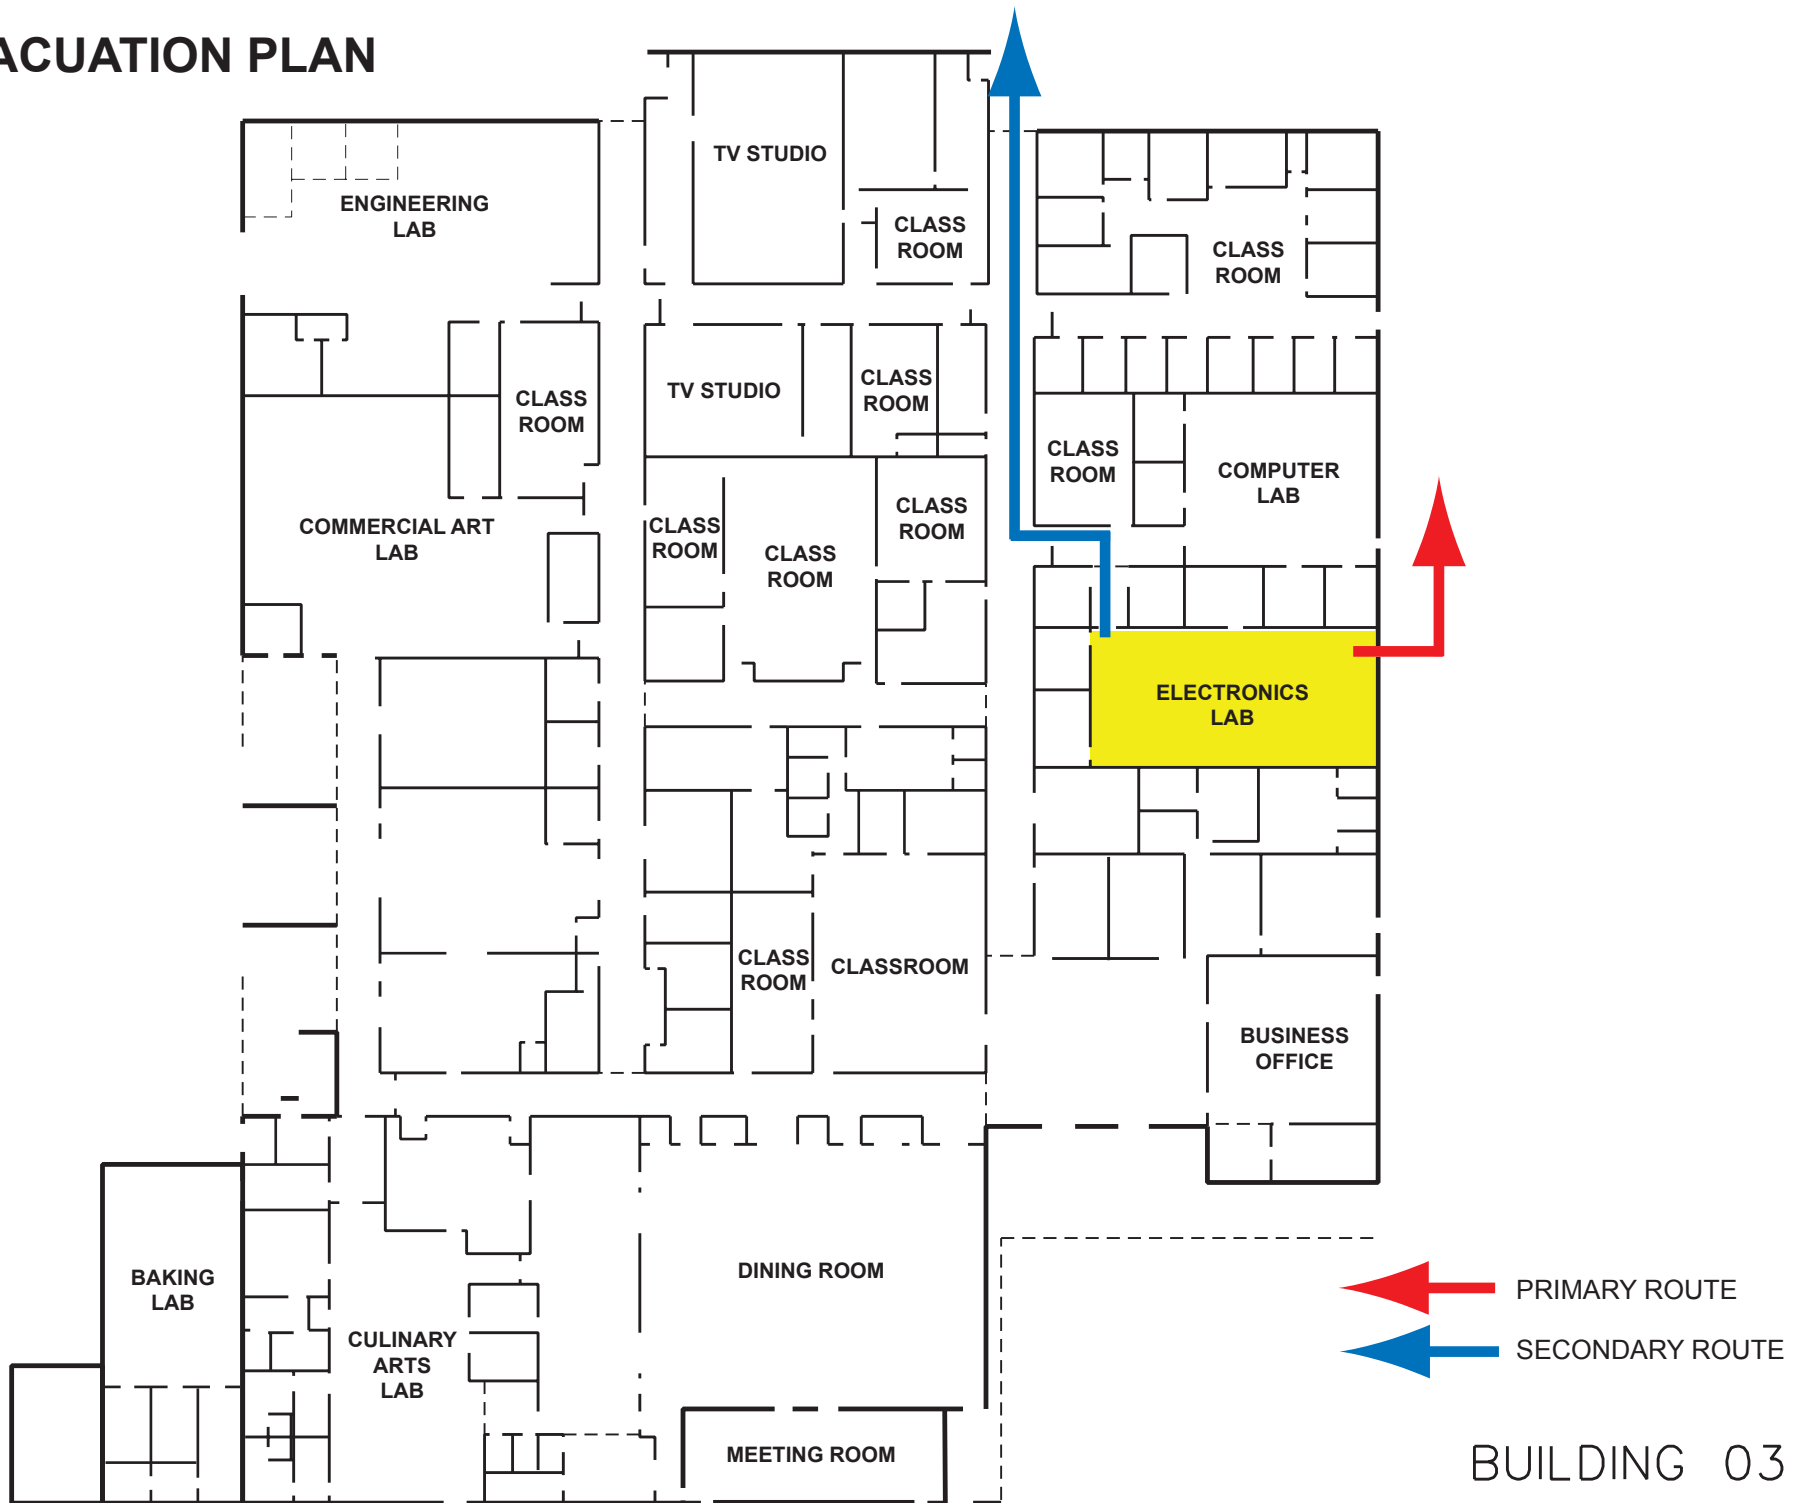 ACUATION PLAN
TV STUDIO
ENGINEERING
LAB
CLASS
ROOM
CLASS
ROOM
TV STUDIO
CLASS
ROOM
CLASS
ROOM
CLASS
ROOM
COMPUTER
LAB
COMMERCIAL ART
LAB
CLASS
ROOM
CLASS
ROOM
CLASS
ROOM
ELECTRONICS
LAB
CLASS
ROOM
CLASSROOM
BUSINESS
OFFICE
BAKING
LAB
DINING ROOM
CULINARY
ARTS
LAB
MEETING ROOM
PRIMARY ROUTE
SECONDARY ROUTE
BUILDING 03